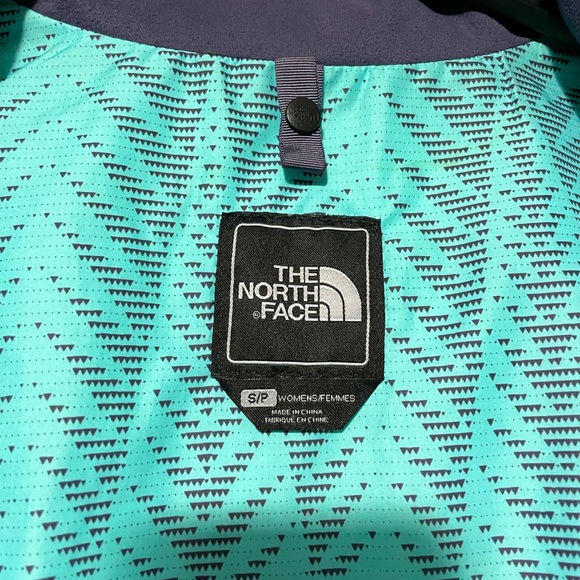 THE
NORTH
®FACE
S/P WOMENS/FEMMES
MADE IN CHINA
FABRIQUÉ EN CHINE